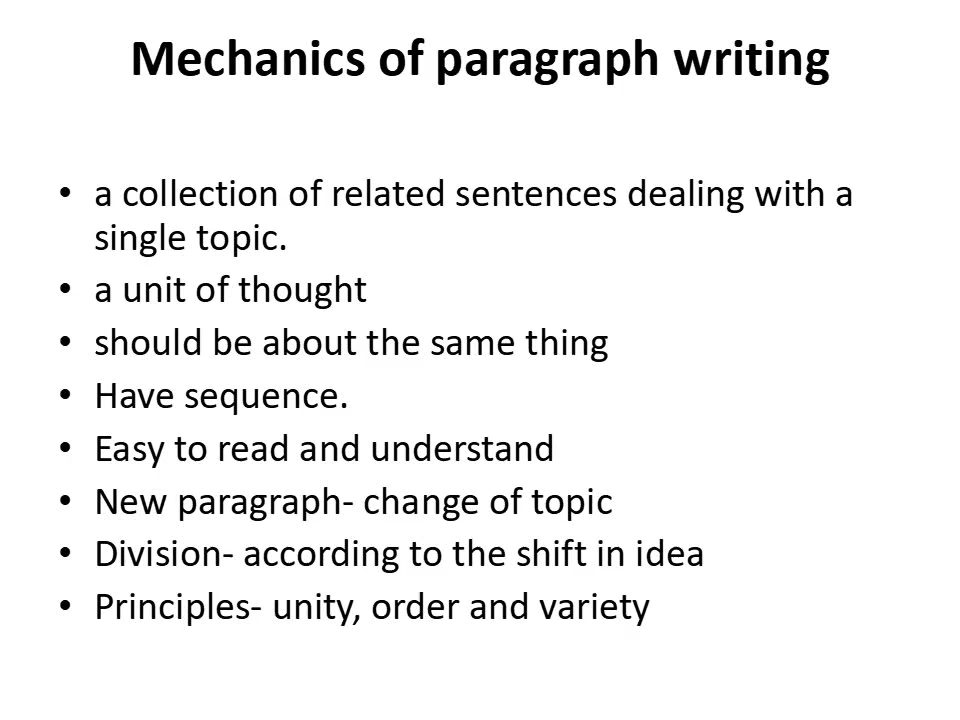 Mechanics of paragraph writing
• a collection of related sentences dealing with a
single topic.
• a unit of thought
• should be about the same thing
• Have sequence.
• Easy to read and understand
• New paragraph- change of topic
• Division- according to the shift in idea
• Principles- unity, order and variety